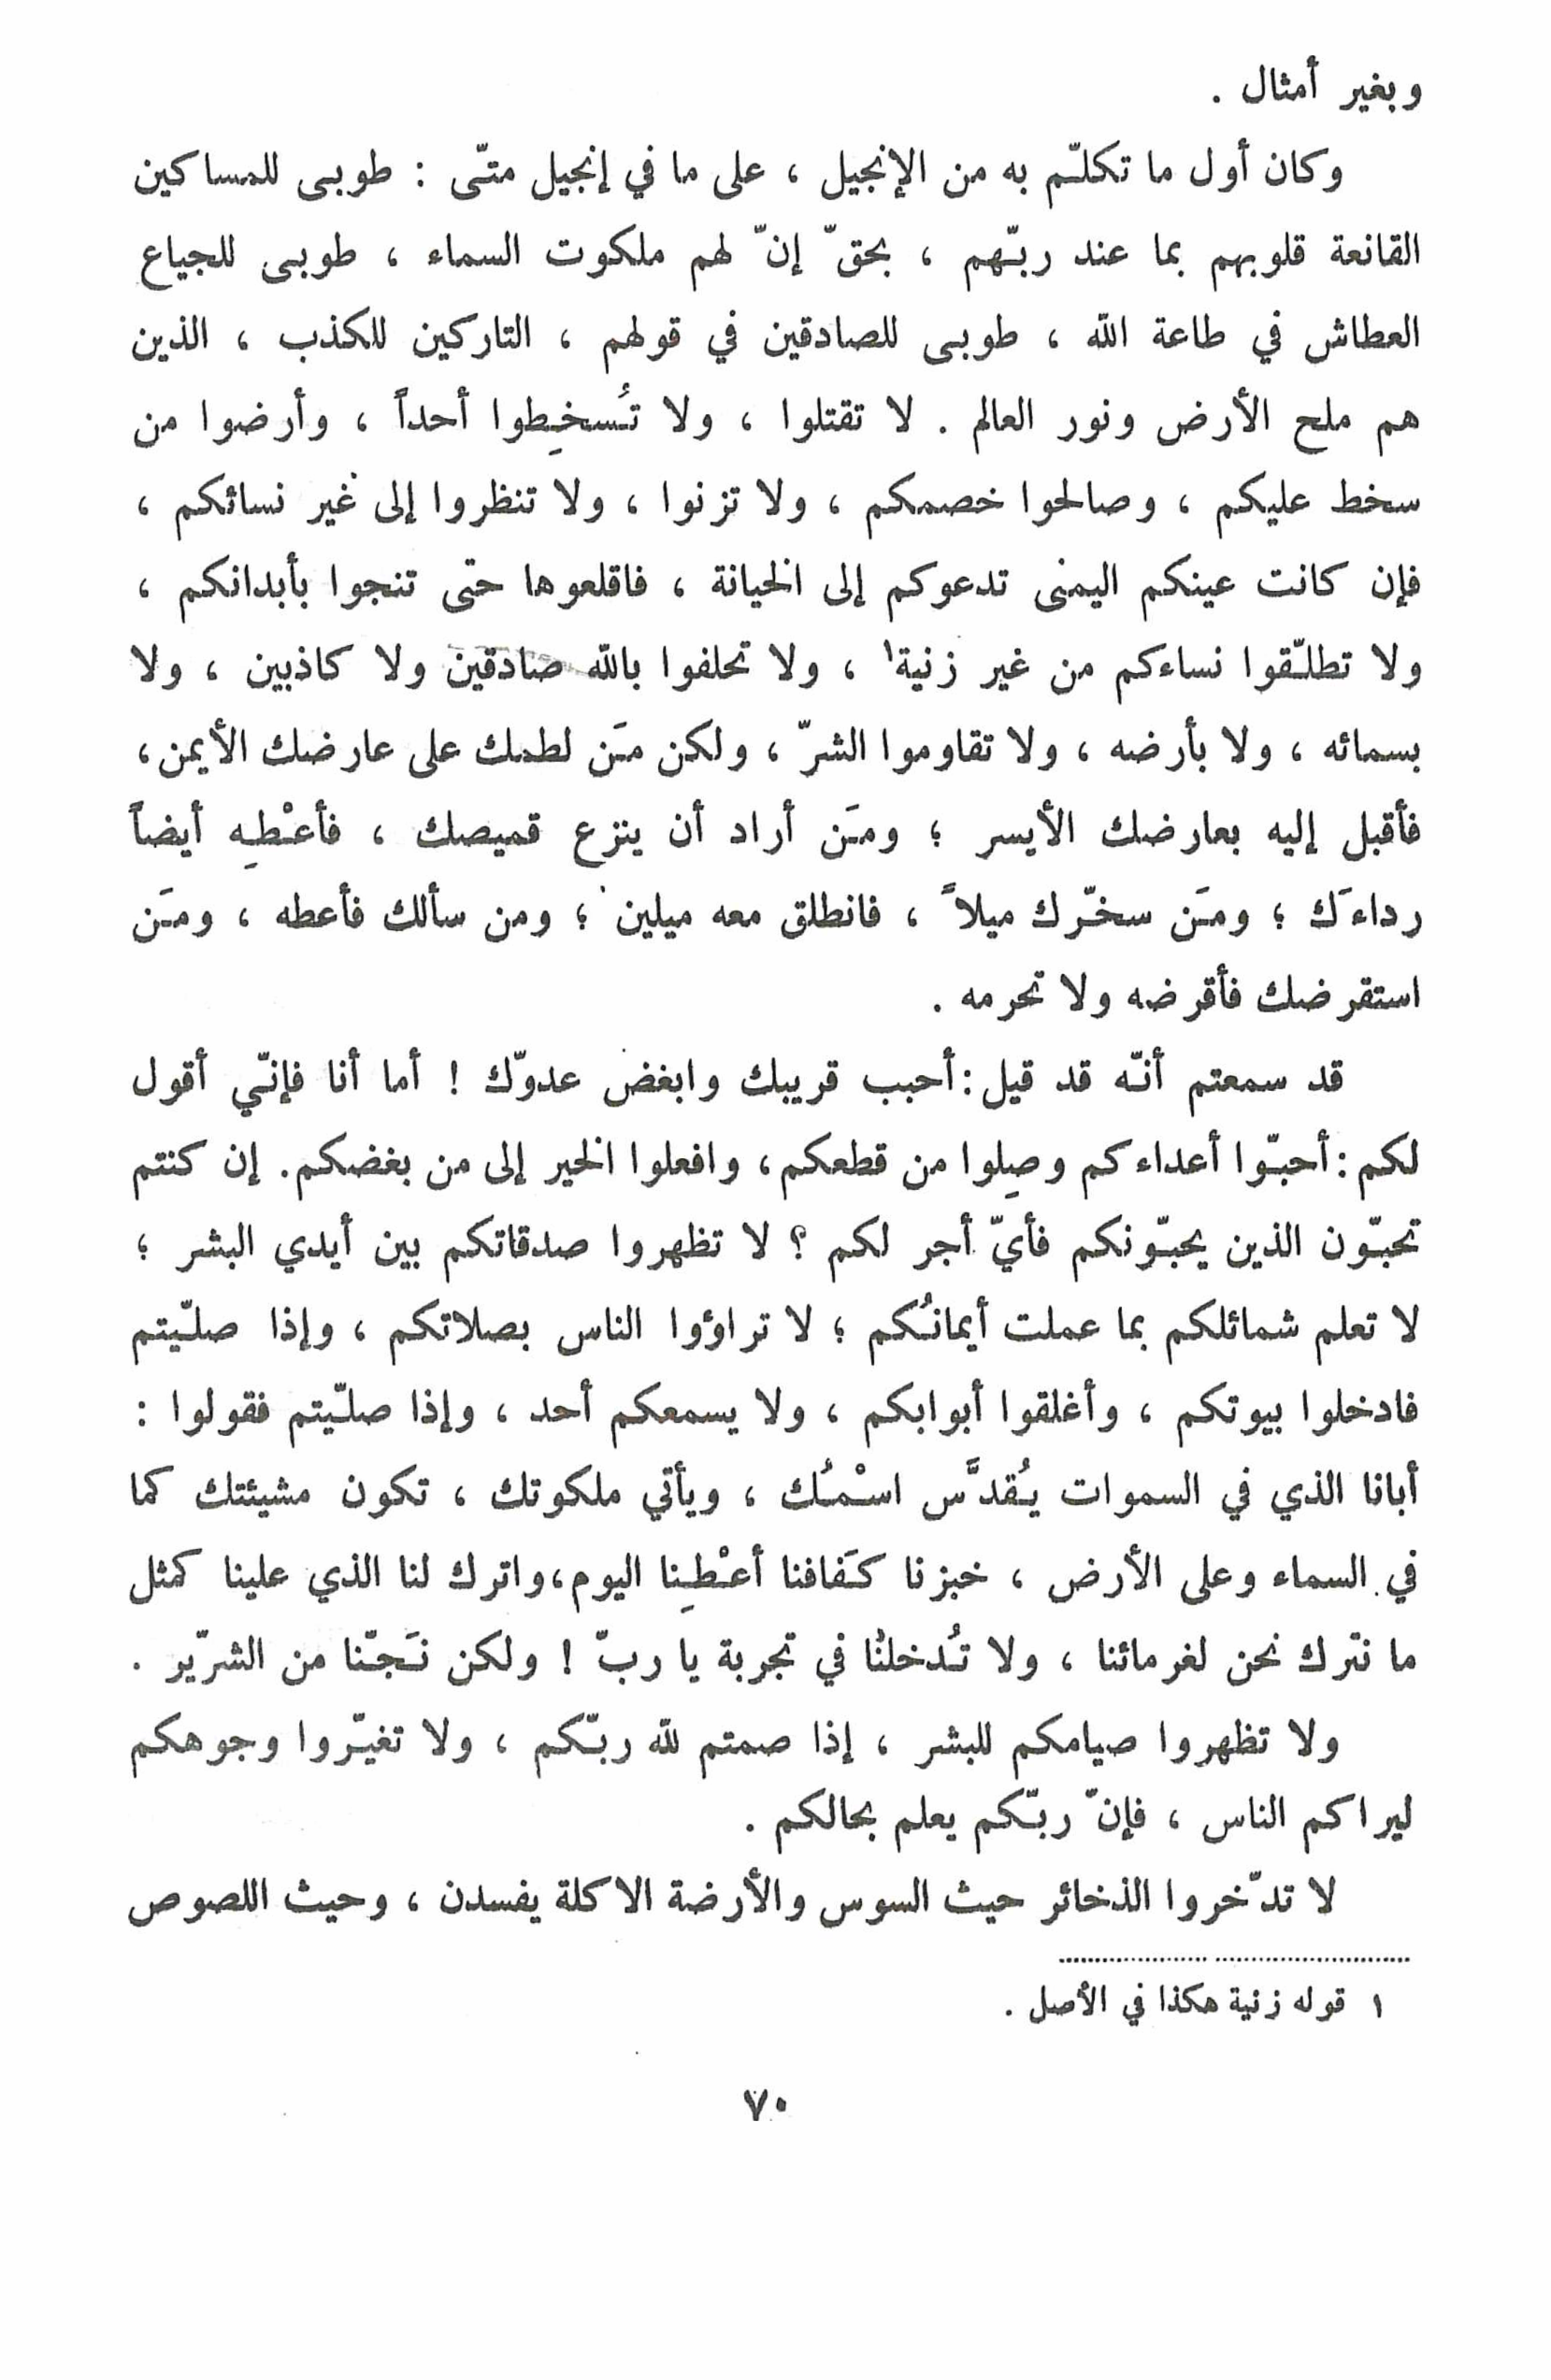 وبغير أمثال .
وكان أول ما تكلّم به من الإنجيل ، على ما في إنجيل متّى : طوبى للمساكين
القانعة قلوبهم بما عند ربّهم ، بحقّ إنّ لهم ملكوت السماء ، طوبى للجياع
العطاش في طاعة الله ، طوبى للصادقين في قولهم ، التاركين للكذب ، الذين
هم ملح الأرض ونور العالم . لا تقتلوا ، ولا تُسخِطوا أحداً ، وأرضوا من
سخط عليكم ، وصالحوا خصمكم ، ولا تزنوا ، ولا تنظروا إلى غير نسائكم ،
فإن كانت عينكم اليمنى تدعوكم إلى الخيانة ، فاقلعوها حتى تنجوا بأبدانكم ،
ولا تطلّقوا نساءكم من غير زنية١ ، ولا تحلفوا بالله صادقين ولا كاذبين ، ولا
بسمائه ، ولا بأرضه ، ولا تقاوموا الشرّ ، ولكن مَن لطمك على عارضك الأيمن ،
فأقبل إليه بعارضك الأيسر ؛ ومَن أراد أن ينزع قميصك ، فأعْطِه أيضاً
رداءَك ؛ ومَن سخّرك ميلاً ، فانطلق معه ميلين ؛ ومن سألك فأعطه ، ومَن
استقرضك فأقرضه ولا تحرمه .
قد سمعتم أنّه قد قيل : أحبب قريبك وابغض عدوّك ! أما أنا فإنّي أقول
لكم : أحبّوا أعداءكم وصِلوا من قطعكم ، وافعلوا الخير إلى من بغضكم . إن كنتم
تحبّون الذين يحبّونكم فأيّ أجر لكم ؟ لا تظهروا صدقاتكم بين أيدي البشر ؛
لا تعلم شمائلكم بما عملت أيمانُكم ؛ لا تراوؤوا الناس بصلاتكم ، وإذا صلّيتم
فادخلوا بيوتكم ، وأغلقوا أبوابكم ، ولا يسمعكم أحد ، وإذا صلّيتم فقولوا :
أبانا الذي في السموات يُقدَّس اسْمُك ، ويأتي ملكوتك ، تكون مشيئتك كما
في السماء وعلى الأرض ، خبزنا كَفافنا أعْطِنا اليوم ، واترك لنا الذي علينا كمثل
ما نترك نحن لغرمائنا ، ولا تُدخلنا في تجربة يا ربّ ! ولكن نَجّنا من الشرّير .
ولا تظهروا صيامكم للبشر ، إذا صمتم لله ربّكم ، ولا تغيّروا وجوهكم
ليراكم الناس ، فإنّ ربّكم يعلم بحالكم .
لا تدّخروا الذخائر حيث السوس والأرضة الاكلة يفسدن ، وحيث اللصوص
١ قوله زنية هكذا في الأصل .
٧٠